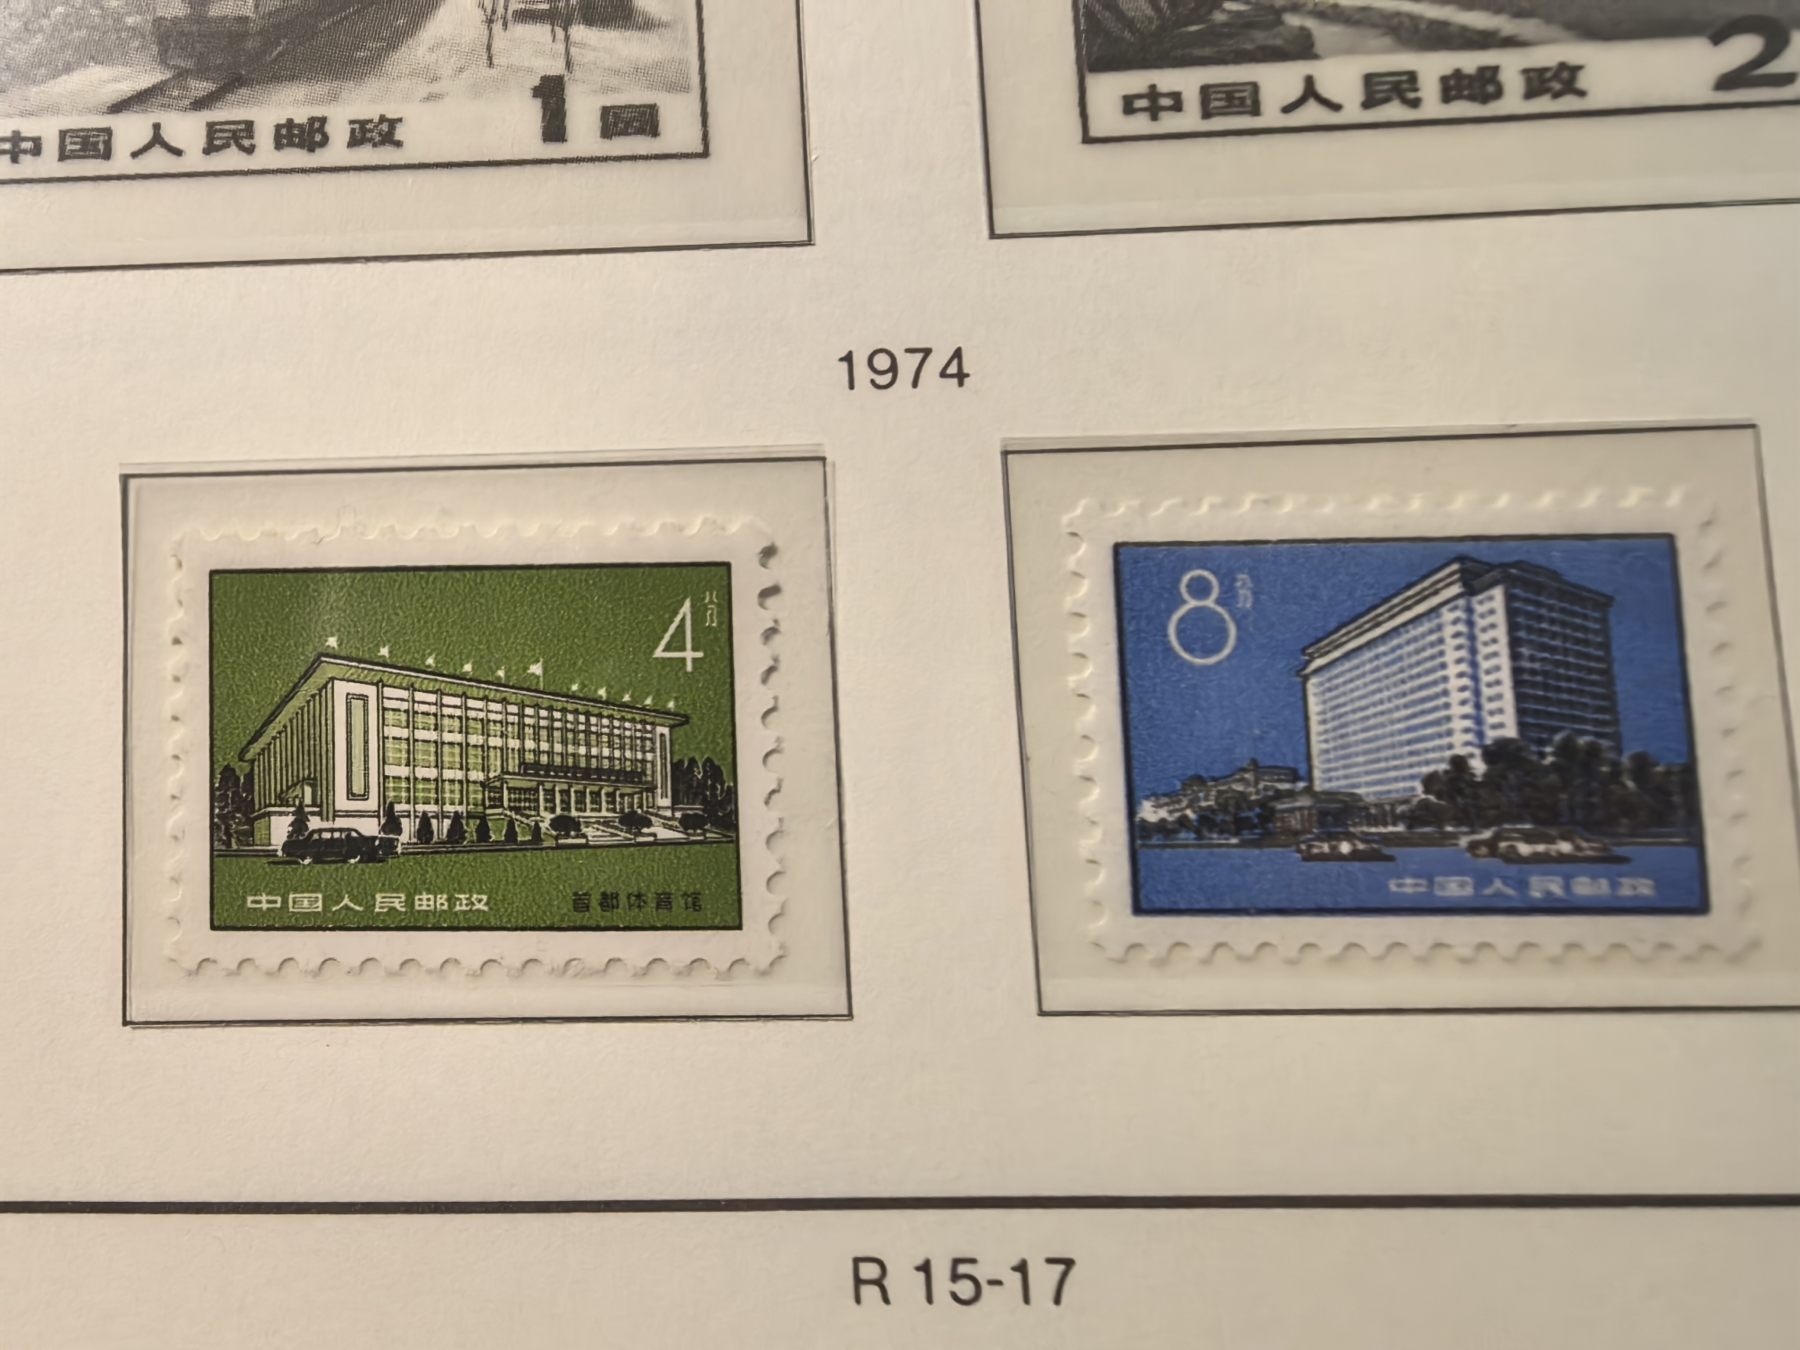 中国人民邮政 1圆
中国人民邮政 2
1974
4 八分
8 八分
中国人民邮政 首都体育馆
中国人民邮政
R 15-17